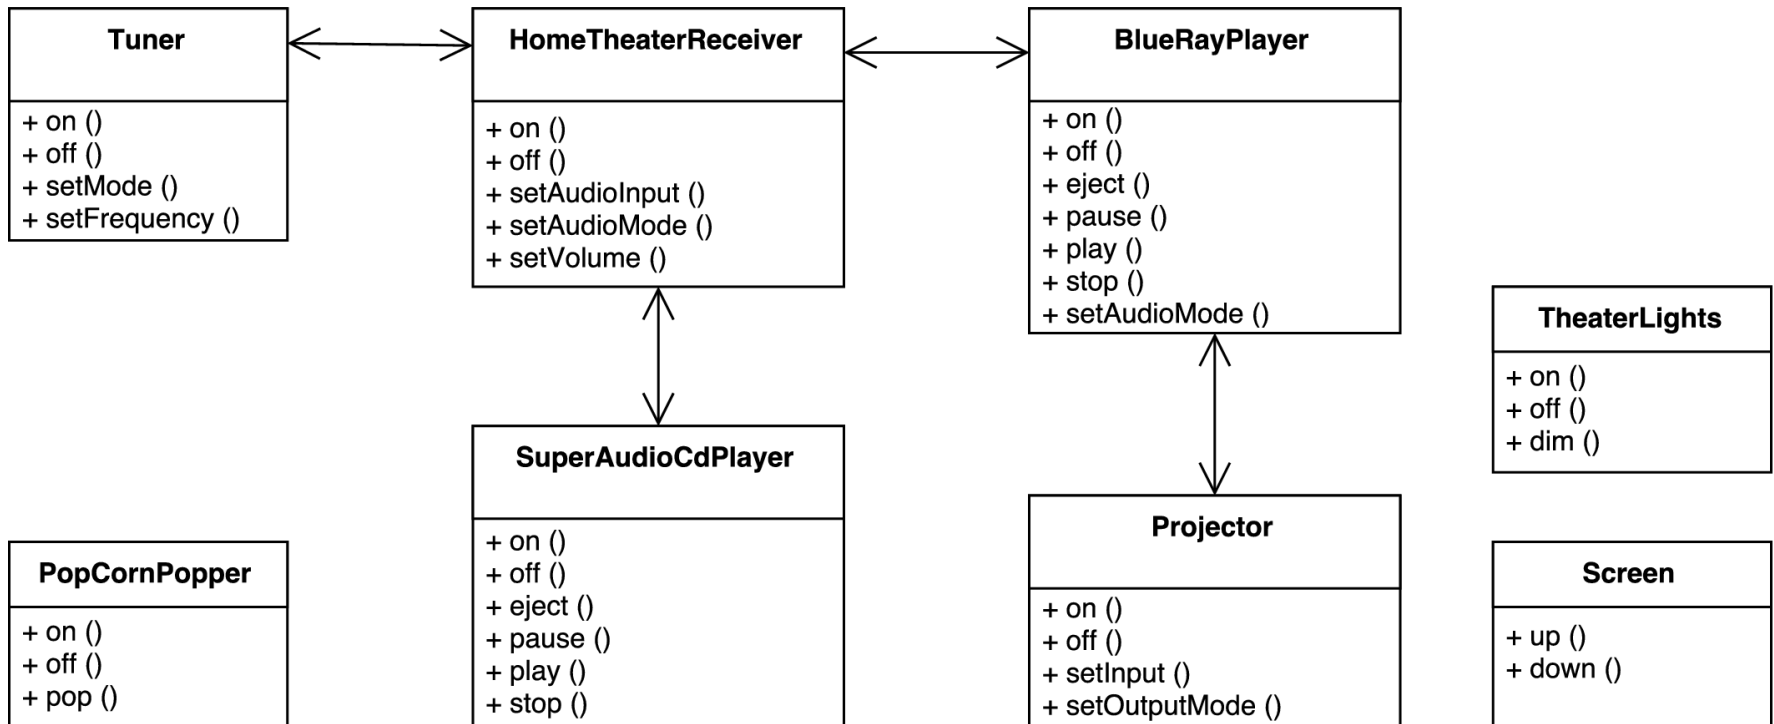 Tuner
+ on ()
+ off ()
+ setMode ()
+ setFrequency ()
HomeTheaterReceiver
+ on ()
+ off ()
+ setAudioInput ()
+ setAudioMode ()
+ setVolume ()
BlueRayPlayer
+ on ()
+ off ()
+ eject ()
+ pause ()
+ play ()
+ stop ()
+ setAudioMode ()
TheaterLights
+ on ()
+ off ()
+ dim ()
PopCornPopper
+ on ()
+ off ()
+ pop ()
SuperAudioCdPlayer
+ on ()
+ off ()
+ eject ()
+ pause ()
+ play ()
+ stop ()
Projector
+ on ()
+ off ()
+ setInput ()
+ setOutputMode ()
Screen
+ up ()
+ down ()